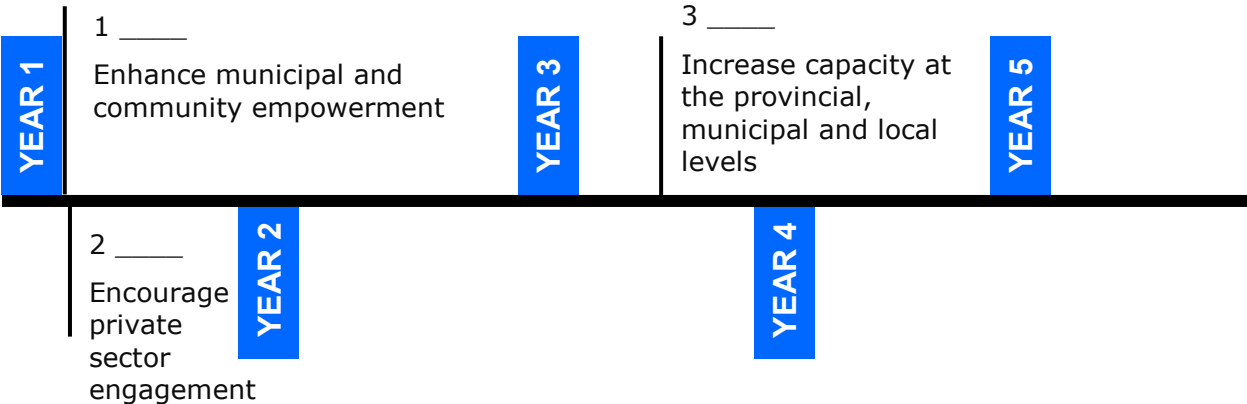 YEAR 1
1 ____
Enhance municipal and
community empowerment
YEAR 3
3 ____
Increase capacity at
the provincial,
municipal and local
levels
YEAR 5
2 ____
Encourage
private
sector
engagement
YEAR 2
YEAR 4